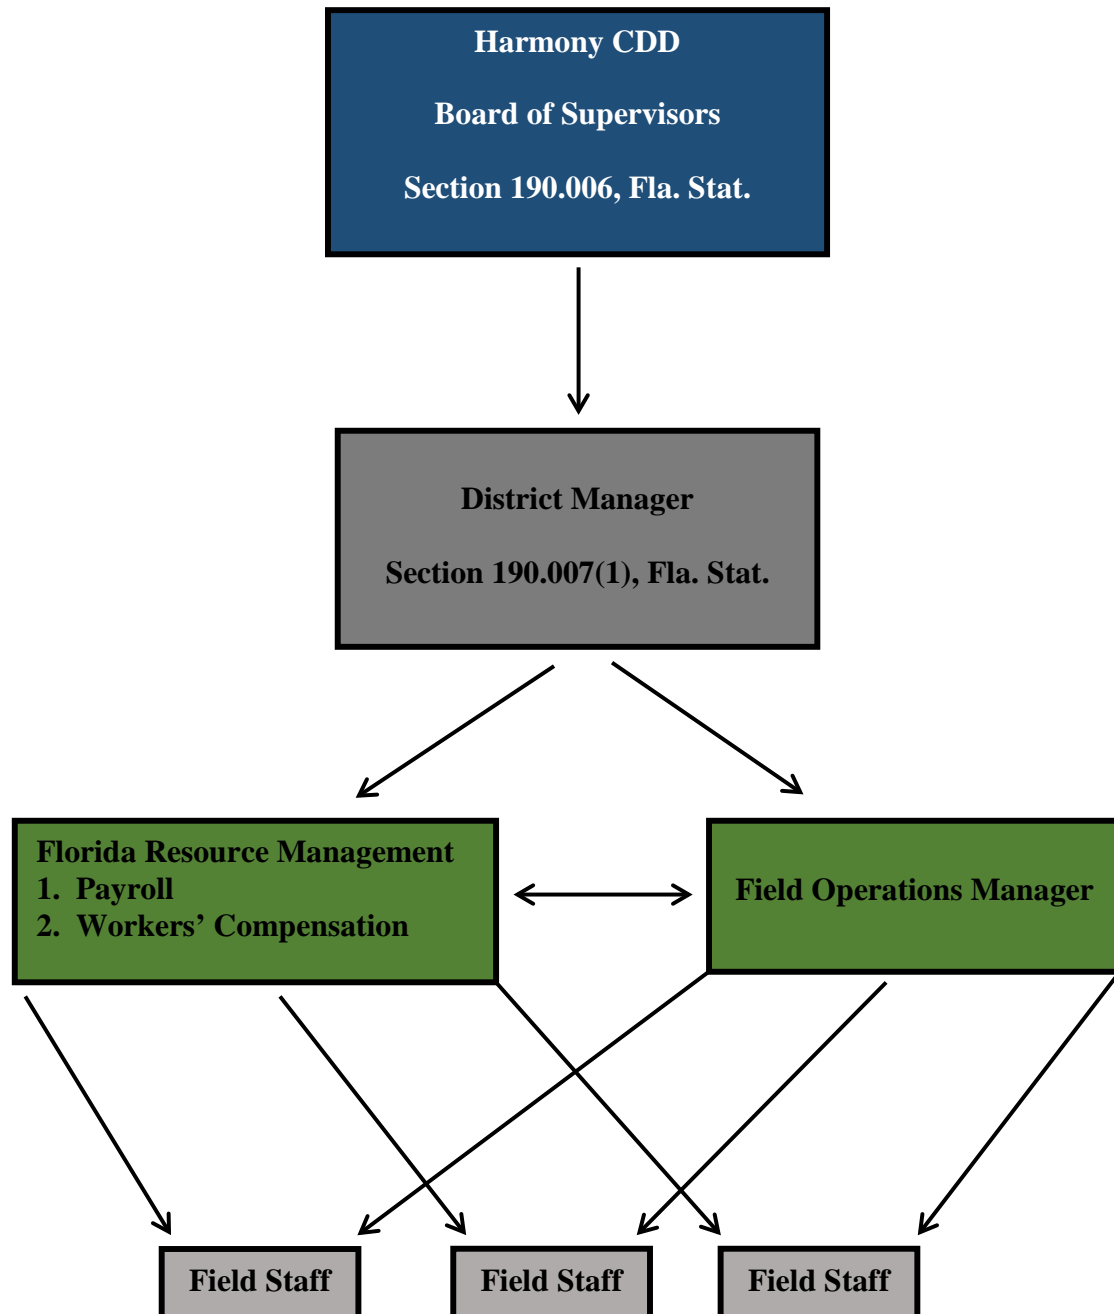 Harmony CDD
Board of Supervisors
Section 190.006, Fla. Stat.
District Manager
Section 190.007(1), Fla. Stat.
Florida Resource Management
1. Payroll
2. Workers’ Compensation
Field Operations Manager
Field Staff
Field Staff
Field Staff